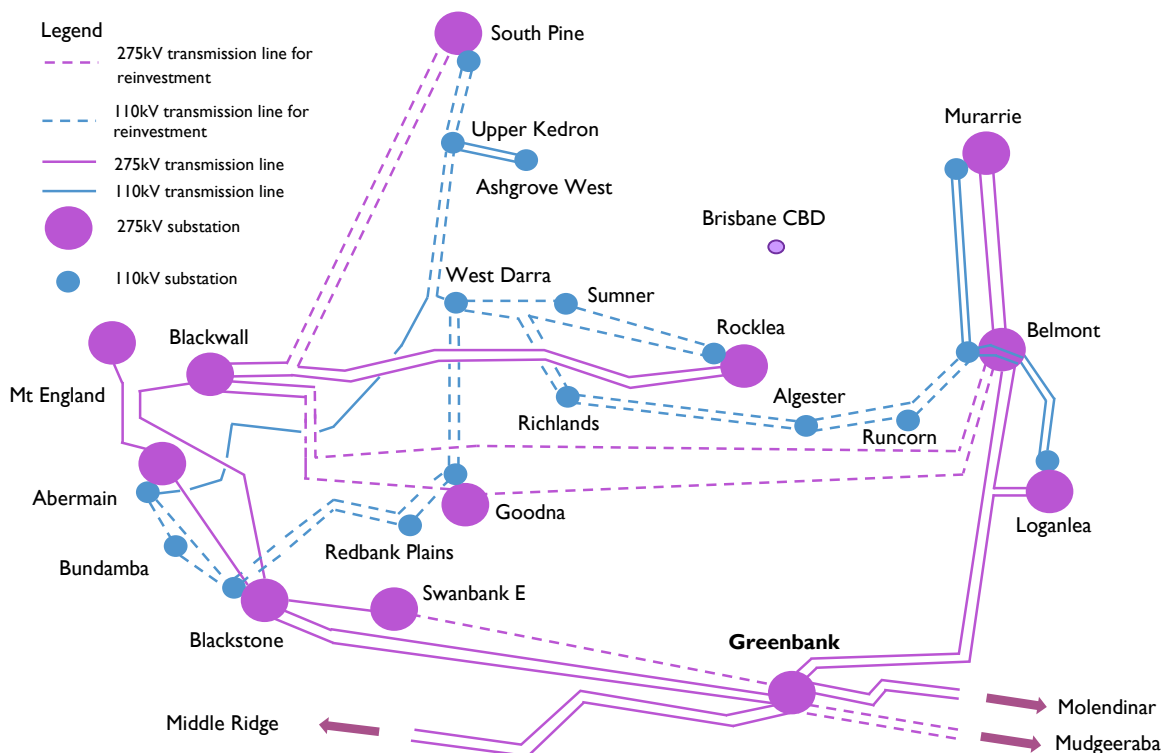 Legend
275kV transmission line for
reinvestment
110kV transmission line for
reinvestment
275kV transmission line
110kV transmission line
275kV substation
110kV substation
South Pine
Upper Kedron
Ashgrove West
Murarrie
Brisbane CBD
West Darra
Sumner
Rocklea
Belmont
Blackwall
Mt England
Richlands
Algester
Runcorn
Abermain
Goodna
Loganlea
Redbank Plains
Bundamba
Swanbank E
Blackstone
Greenbank
Middle Ridge
Molendinar
Mudgeeraba